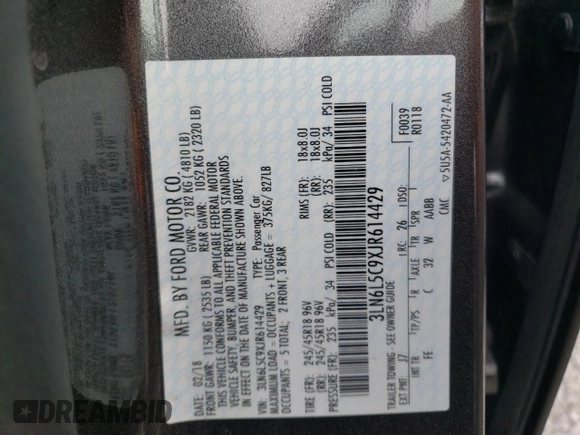 MFD. BY FORD MOTOR CO.
DATE: 02/18 GVWR: 2182 KG (4810 LB)
FRONT GAWR: 1150 KG (2535 LB) REAR GAWR: 1052 KG (2320 LB)
THIS VEHICLE CONFORMS TO ALL APPLICABLE FEDERAL MOTOR
VEHICLE SAFETY, BUMPER, AND THEFT PREVENTION STANDARDS
IN EFFECT ON THE DATE OF MANUFACTURE SHOWN ABOVE.
VIN: 3LN6L5C9XJR614429 TYPE: Passenger Car
MAXIMUM LOAD = OCCUPANTS + LUGGAGE = 375KG/ 827LB
OCCUPANTS = 5 TOTAL: 2 FRONT, 3 REAR
TIRE (FR): 245/45R18 96V RIMS (FR): 18x8.0J
(RR): 245/45R18 96V (RR): 18x8.0J
PRESSURE (FR): 235 kPa/ 34 PSI COLD (RR): 235 kPa/ 34 PSI COLD
3LN6L5C9XJR614429
TRAILER TOWING - SEE OWNER GUIDE
F0039
R0118
EXT PNT: J7 RC: 26 DSO:
TP/PS R AXLE TR SPR
FE C 32 W AABB
CMC 5U5A-5420472-AA
DREAMBID